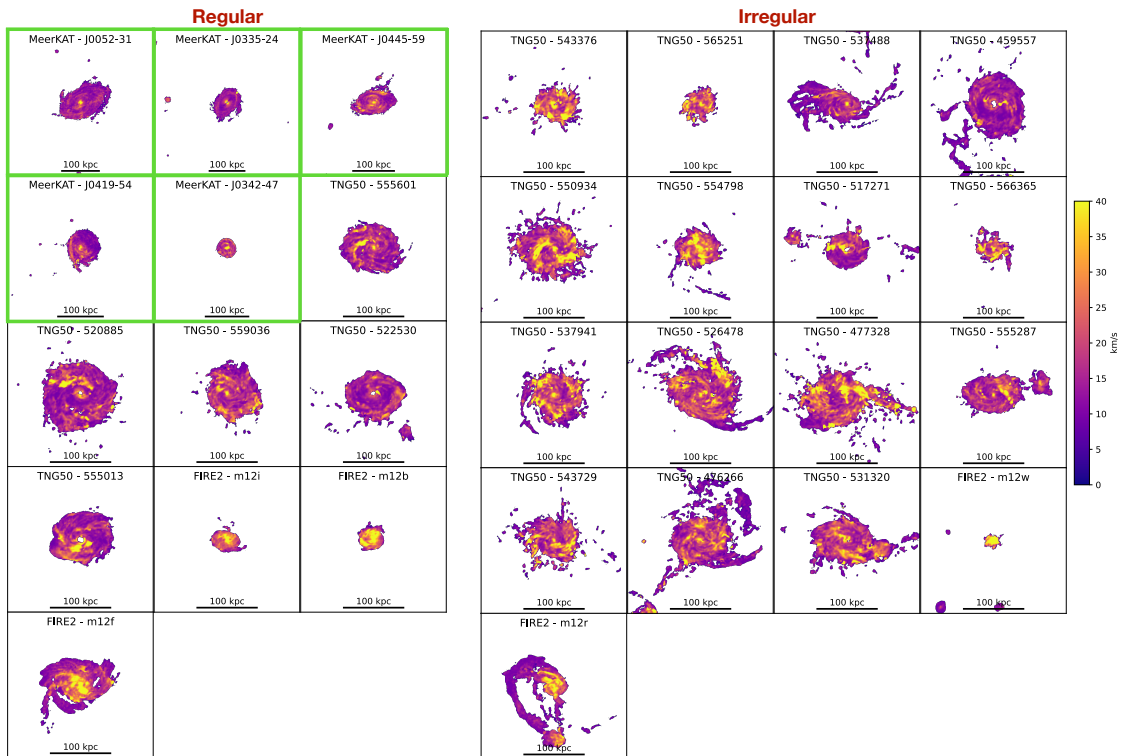 Regular
Irregular
MeerKAT - J0052-31
MeerKAT - J0335-24
MeerKAT - J0445-59
TNG50 - 543376
TNG50 - 565251
TNG50 - 537488
TNG50 - 459557
100 kpc
100 kpc
100 kpc
100 kpc
100 kpc
100 kpc
100 kpc
MeerKAT - J0419-54
MeerKAT - J0342-47
TNG50 - 555601
TNG50 - 550934
TNG50 - 554798
TNG50 - 517271
TNG50 - 566365
100 kpc
100 kpc
100 kpc
100 kpc
100 kpc
100 kpc
100 kpc
TNG50 - 520885
TNG50 - 559036
TNG50 - 522530
TNG50 - 537941
TNG50 - 526478
TNG50 - 477328
TNG50 - 555287
100 kpc
100 kpc
100 kpc
100 kpc
100 kpc
100 kpc
100 kpc
TNG50 - 555013
FIRE2 - m12i
FIRE2 - m12b
TNG50 - 543729
TNG50 - 476266
TNG50 - 531320
FIRE2 - m12w
100 kpc
100 kpc
100 kpc
100 kpc
100 kpc
100 kpc
100 kpc
FIRE2 - m12f
FIRE2 - m12r
100 kpc
100 kpc
40
35
30
25
20
15
10
5
0
km/s